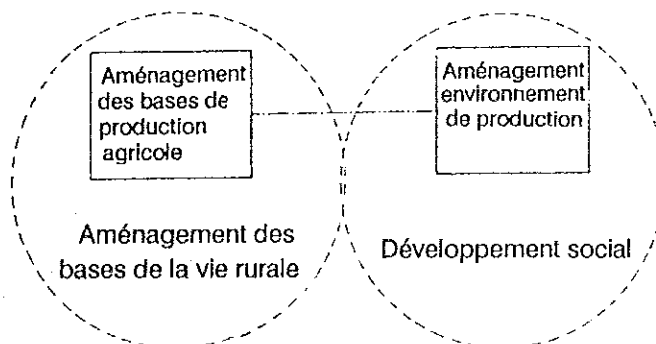 Aménagement
des bases de
production
agricole
Aménagement
environnement
de production
Aménagement des
bases de la vie rurale
Développement social